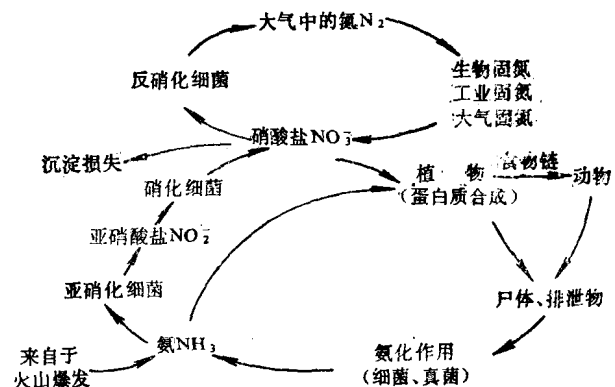 大气中的氮N₂
反硝化细菌
生物固氮
工业固氮
大气固氮
硝酸盐NO₃⁻
沉淀损失
硝化细菌
植物
食物链
动物
(蛋白质合成)
亚硝酸盐NO₂⁻
亚硝化细菌
尸体、排泄物
氨NH₃
来自于
火山爆发
氨化作用
(细菌、真菌)